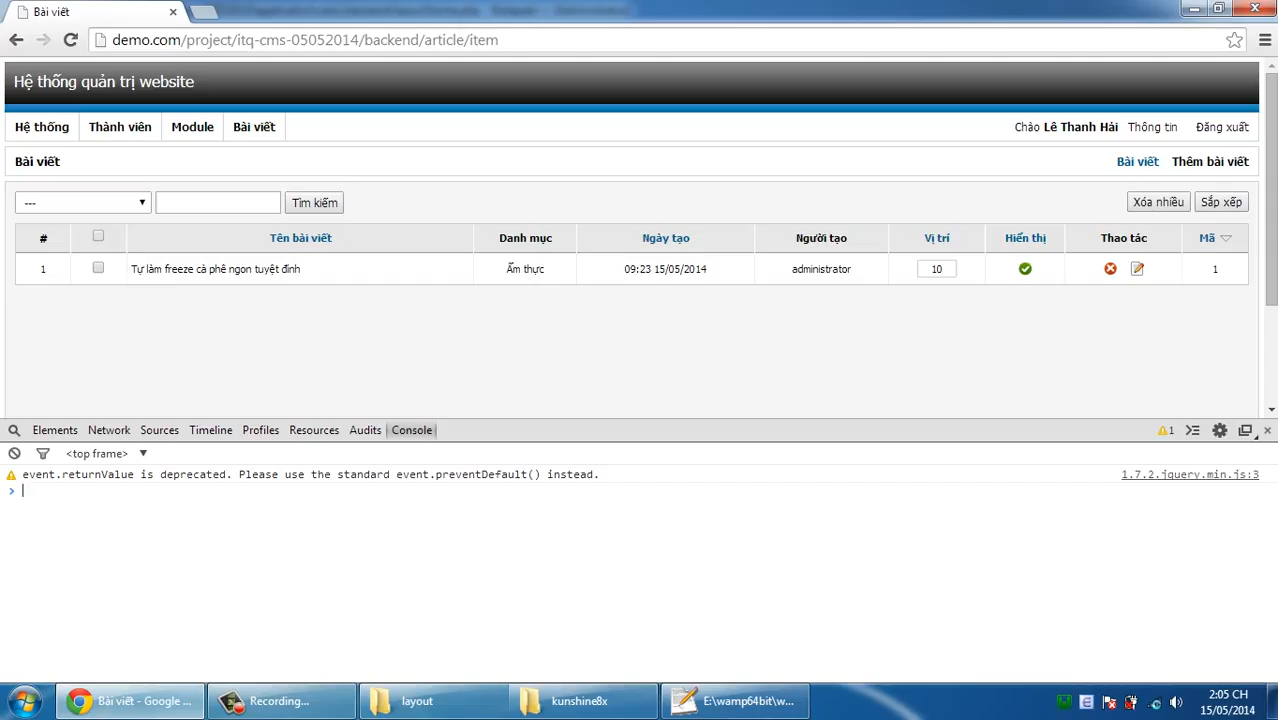 Bài viết
demo.com/project/itq-cms-05052014/backend/article/item
Hệ thống quản trị website
Hệ thống Thành viên Module Bài viết Chào Lê Thanh Hải Thông tin Đăng xuất
Bài viết Bài viết Thêm bài viết
--- Tìm kiếm Xóa nhiều Sắp xếp
# Tên bài viết Danh mục Ngày tạo Người tạo Vị trí Hiển thị Thao tác Mã
1 Tự làm freeze cà phê ngon tuyệt đỉnh Ẩm thực 09:23 15/05/2014 administrator 10 1
Elements Network Sources Timeline Profiles Resources Audits Console 1
<top frame>
event.returnValue is deprecated. Please use the standard event.preventDefault() instead. 1.7.2.jquery.min.js:3
>
Bài viết - Google ... Recording... layout kunshine8x E:\wamp64bit\w... 2:05 CH
15/05/2014